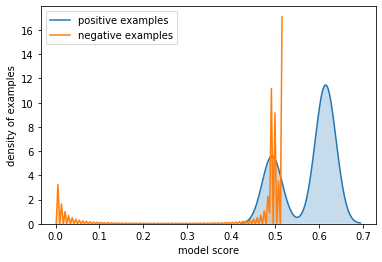 positive examples
negative examples
density of examples
16
14
12
10
8
6
4
2
0
0.0 0.1 0.2 0.3 0.4 0.5 0.6 0.7
model score